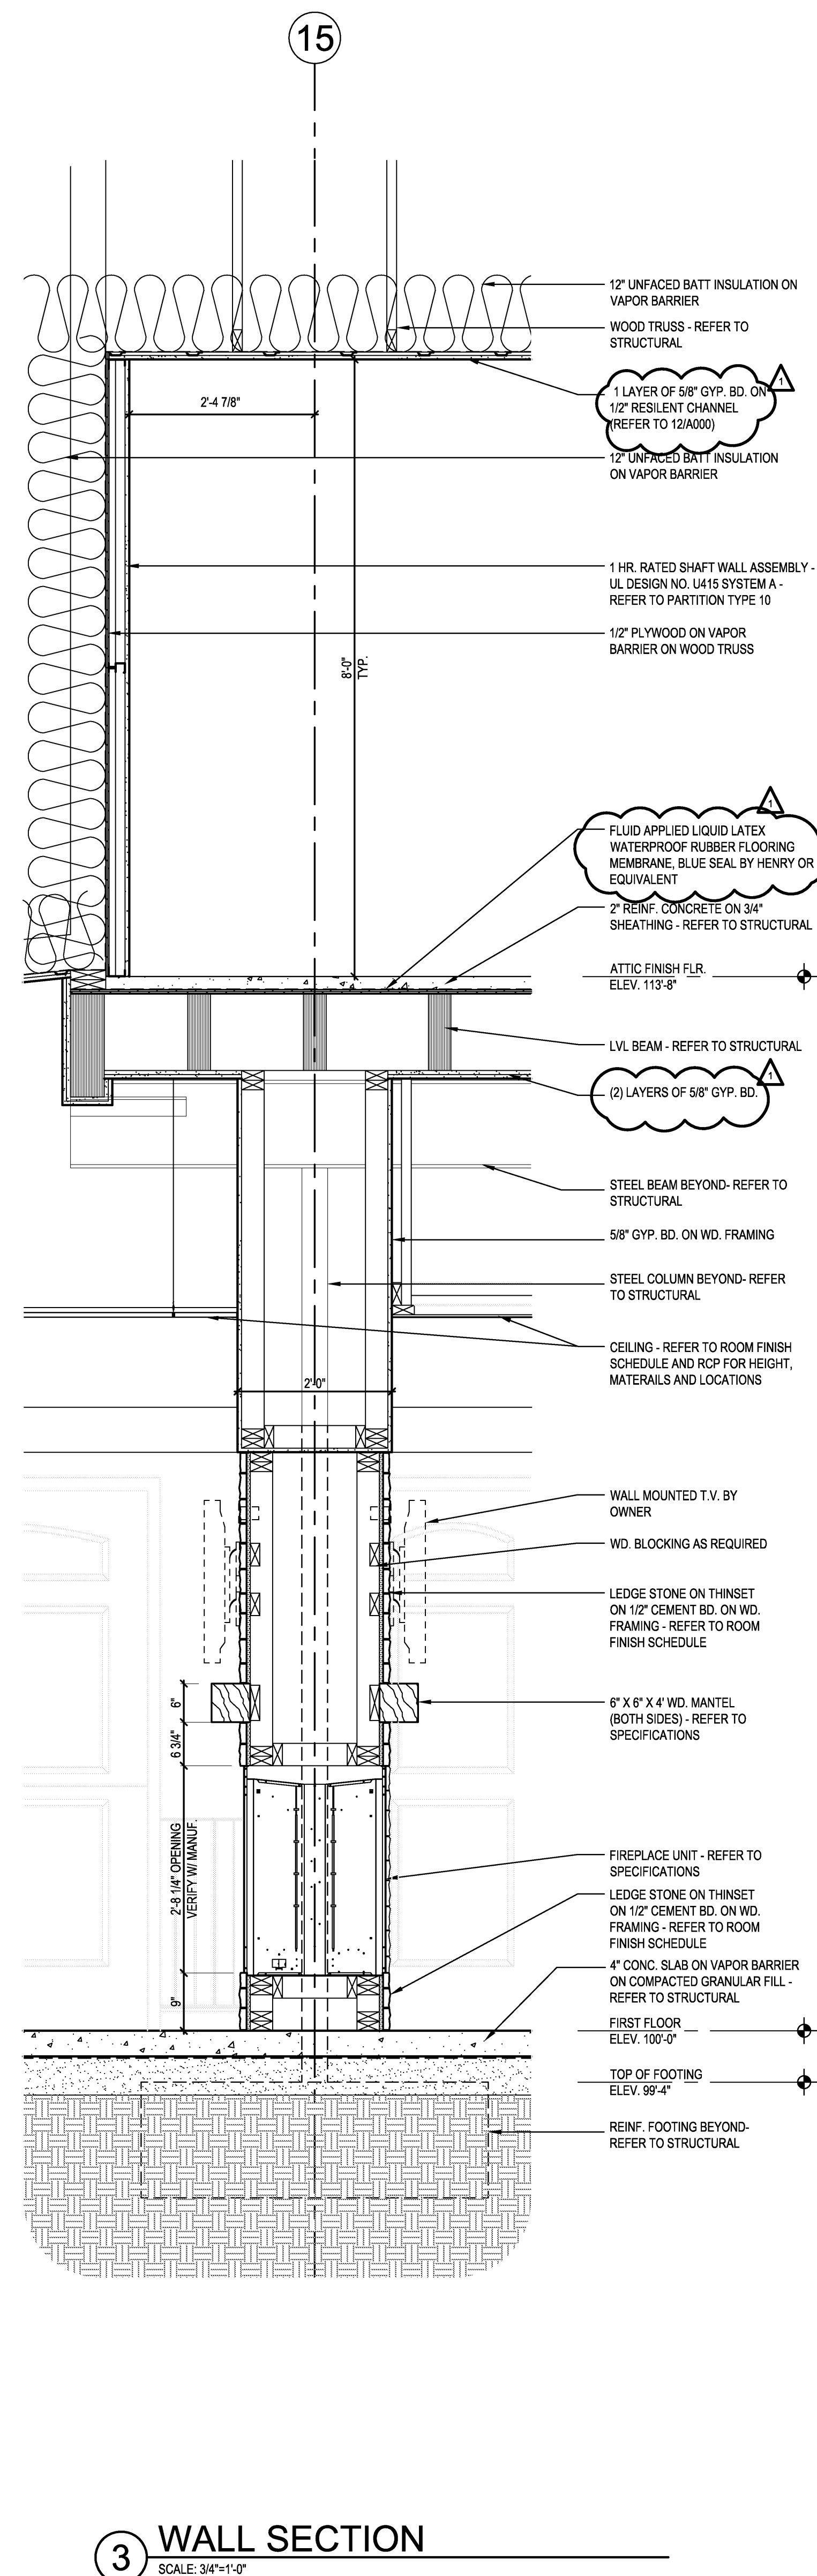 15
12" UNFACED BATT INSULATION ON
VAPOR BARRIER
WOOD TRUSS - REFER TO
STRUCTURAL
1
1 LAYER OF 5/8" GYP. BD. ON
1/2" RESILENT CHANNEL
(REFER TO 12/A000)
2'-4 7/8"
12" UNFACED BATT INSULATION
ON VAPOR BARRIER
1 HR. RATED SHAFT WALL ASSEMBLY -
UL DESIGN NO. U415 SYSTEM A -
REFER TO PARTITION TYPE 10
1/2" PLYWOOD ON VAPOR
BARRIER ON WOOD TRUSS
8'-0"
TYP.
1
FLUID APPLIED LIQUID LATEX
WATERPROOF RUBBER FLOORING
MEMBRANE, BLUE SEAL BY HENRY OR
EQUIVALENT
2" REINF. CONCRETE ON 3/4"
SHEATHING - REFER TO STRUCTURAL
ATTIC FINISH FLR.
ELEV. 113'-8"
LVL BEAM - REFER TO STRUCTURAL
1
(2) LAYERS OF 5/8" GYP. BD.
STEEL BEAM BEYOND- REFER TO
STRUCTURAL
5/8" GYP. BD. ON WD. FRAMING
STEEL COLUMN BEYOND- REFER
TO STRUCTURAL
CEILING - REFER TO ROOM FINISH
SCHEDULE AND RCP FOR HEIGHT,
MATERAILS AND LOCATIONS
2'-0"
WALL MOUNTED T.V. BY
OWNER
WD. BLOCKING AS REQUIRED
LEDGE STONE ON THINSET
ON 1/2" CEMENT BD. ON WD.
FRAMING - REFER TO ROOM
FINISH SCHEDULE
6"
6" X 6" X 4' WD. MANTEL
(BOTH SIDES) - REFER TO
SPECIFICATIONS
6 3/4"
2'-8 1/4" OPENING
VERIFY W/ MANUF.
FIREPLACE UNIT - REFER TO
SPECIFICATIONS
LEDGE STONE ON THINSET
ON 1/2" CEMENT BD. ON WD.
FRAMING - REFER TO ROOM
FINISH SCHEDULE
9"
4" CONC. SLAB ON VAPOR BARRIER
ON COMPACTED GRANULAR FILL -
REFER TO STRUCTURAL
FIRST FLOOR
ELEV. 100'-0"
TOP OF FOOTING
ELEV. 99'-4"
REINF. FOOTING BEYOND-
REFER TO STRUCTURAL
3
WALL SECTION
SCALE: 3/4"=1'-0"